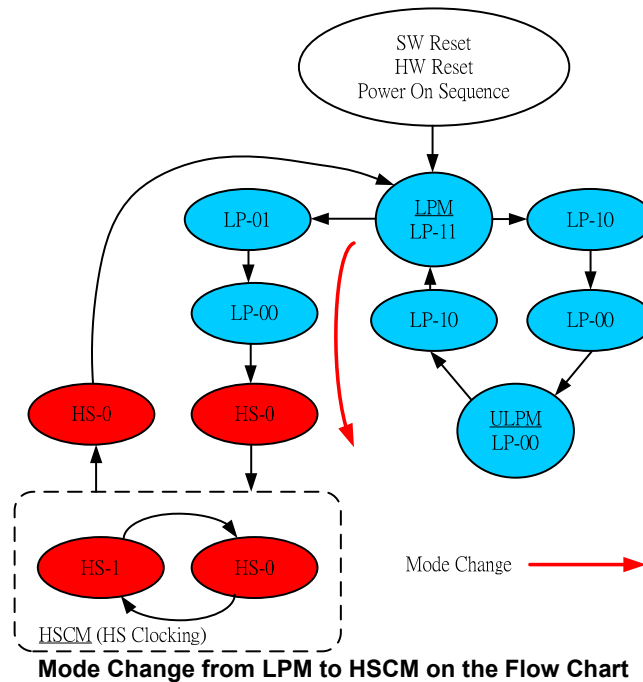 SW Reset
HW Reset
Power On Sequence
LPM
LP-11
LP-01
LP-10
LP-00
LP-10
LP-00
HS-0
HS-0
ULPM
LP-00
HS-1
HS-0
Mode Change
HSCM (HS Clocking)
Mode Change from LPM to HSCM on the Flow Chart